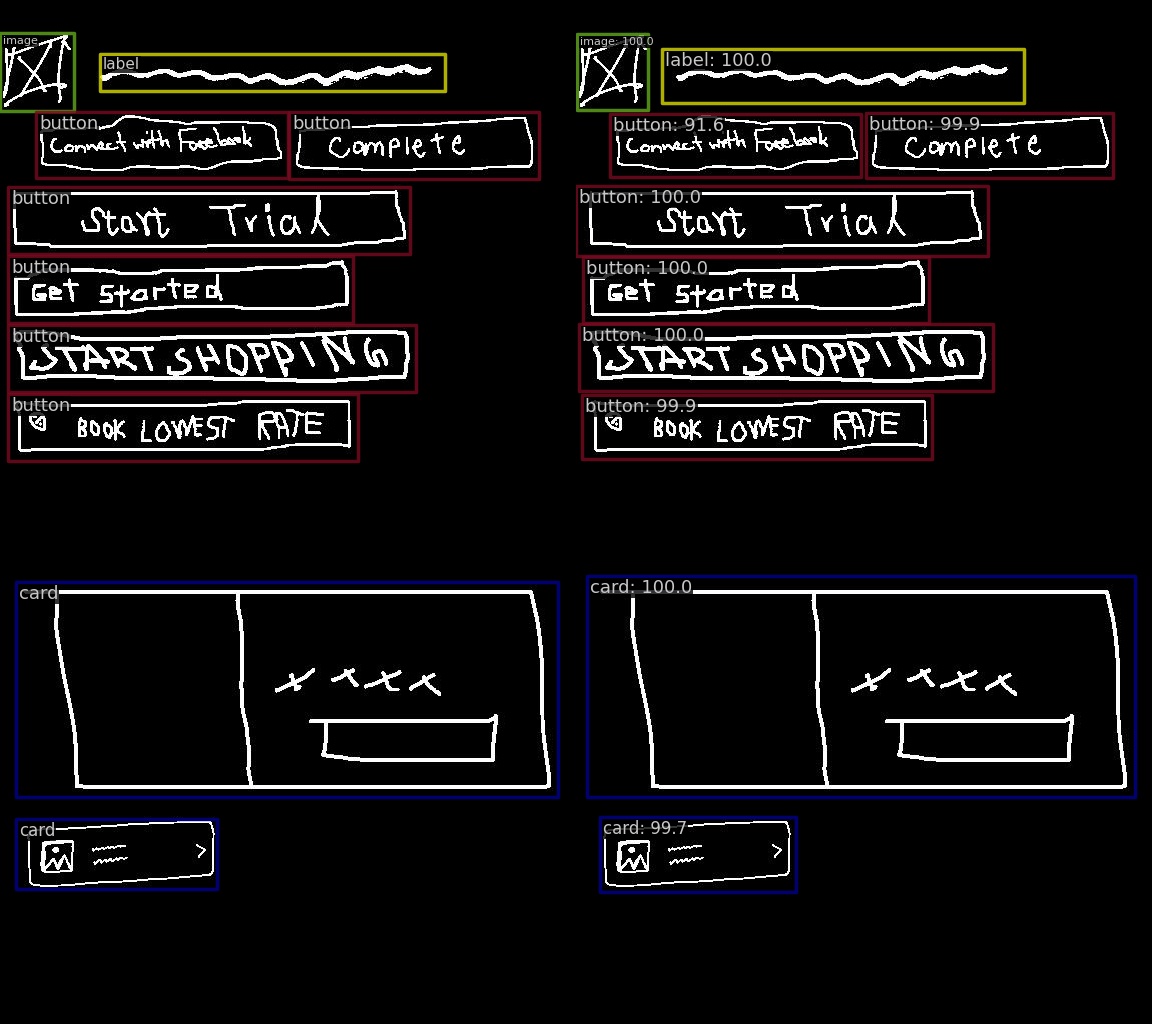 image image: 100.0
label label: 100.0
button button button: 91.6 button: 99.9
Connect with Facebook Complete Connect with Facebook Complete
button button: 100.0
Start Trial Start Trial
button button: 100.0
Get Started Get Started
button button: 100.0
START SHOPPING START SHOPPING
button button: 99.9
BOOK LOWEST RATE BOOK LOWEST RATE
card card: 100.0
x x x x x x x x
card card: 99.7
> >